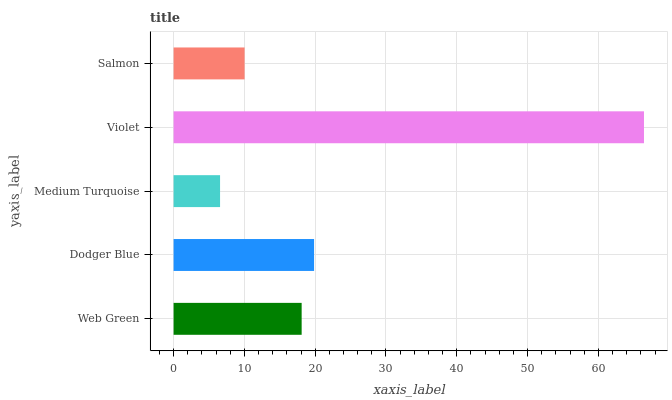 title
Salmon
Violet
Medium Turquoise
Dodger Blue
Web Green
yaxis_label
0 10 20 30 40 50 60
xaxis_label